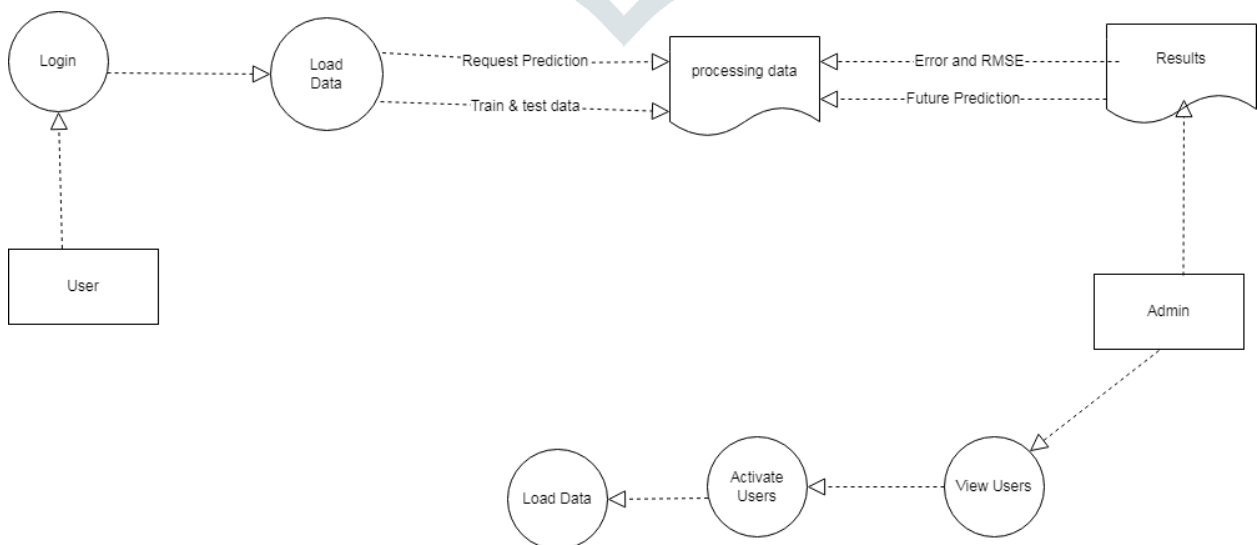 Login
Load
Data
Request Prediction
Train & test data
processing data
Error and RMSE
Future Prediction
Results
User
Admin
Load Data
Activate
Users
View Users